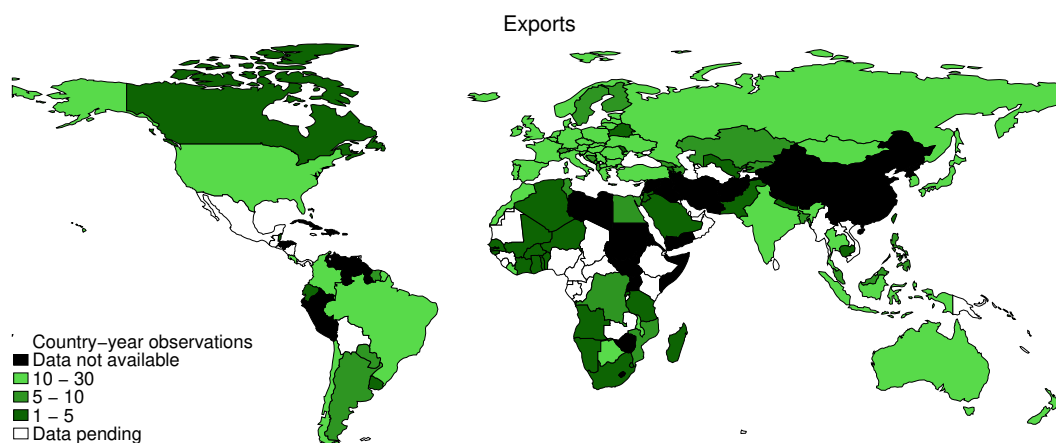 Exports
Country−year observations
Data not available
10 − 30
5 − 10
1 − 5
Data pending